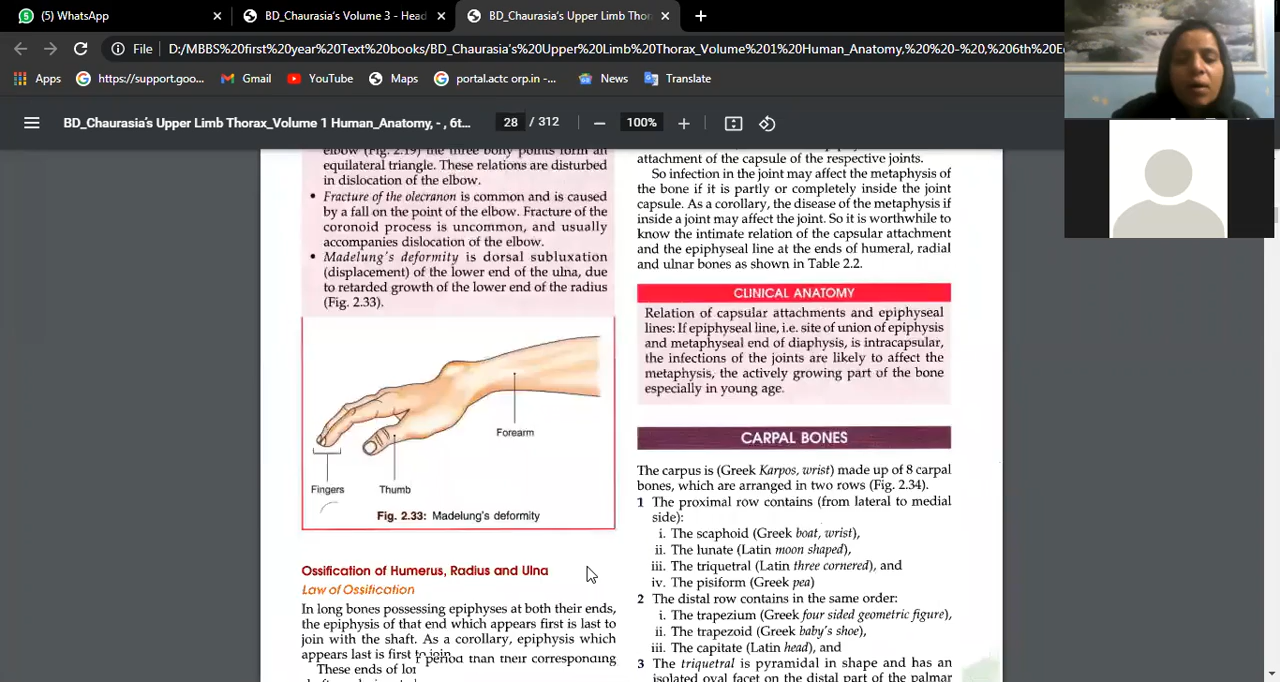 (5) WhatsApp
BD_Chaurasia's Volume 3 - Head
BD_Chaurasia's Upper Limb Tho
File
D:/MBBS%20first%20year%20Text%20books/BD_Chaurasia's%20Upper%20Limb%20Thorax_Volume%201%20Human_Anatomy,%20%20-%20,%206th%20E
Apps
https://support.goo...
Gmail
YouTube
Maps
portal.actc orp.in -...
News
Translate
BD_Chaurasia's Upper Limb Thorax_Volume 1 Human_Anatomy, - , 6t...
28 / 312
100%
elbow (Fig. 2.19) the three bony points form an
equilateral triangle. These relations are disturbed
in dislocation of the elbow.
• Fracture of the olecranon is common and is caused
by a fall on the point of the elbow. Fracture of the
coronoid process is uncommon, and usually
accompanies dislocation of the elbow.
• Madelung's deformity is dorsal subluxation
(displacement) of the lower end of the ulna, due
to retarded growth of the lower end of the radius
(Fig. 2.33).
Forearm
Fingers
Thumb
Fig. 2.33: Madelung's deformity
Ossification of Humerus, Radius and Ulna
Law of Ossification
In long bones possessing epiphyses at both their ends,
the epiphysis of that end which appears first is last to
join with the shaft. As a corollary, epiphysis which
appears last is first to join.
period than their corresponding
These ends of
attachment of the capsule of the respective joints.
So infection in the joint may affect the metaphysis of
the bone if it is partly or completely inside the joint
capsule. As a corollary, the disease of the metaphysis if
inside a joint may affect the joint. So it is worthwhile to
know the intimate relation of the capsular attachment
and the epiphyseal line at the ends of humeral, radial
and ulnar bones as shown in Table 2.2.
CLINICAL ANATOMY
Relation of capsular attachments and epiphyseal
lines: If epiphyseal line, i.e. site of union of epiphysis
and metaphyseal end of diaphysis, is intracapsular,
the infections of the joints are likely to affect the
metaphysis, the actively growing part of the bone
especially in young age.
CARPAL BONES
The carpus is (Greek Karpos, wrist) made up of 8 carpal
bones, which are arranged in two rows (Fig. 2.34).
1 The proximal row contains (from lateral to medial
side):
i. The scaphoid (Greek boat, wrist),
ii. The lunate (Latin moon shaped),
iii. The triquetral (Latin three cornered), and
iv. The pisiform (Greek pea)
2 The distal row contains in the same order:
i. The trapezium (Greek four sided geometric figure),
ii. The trapezoid (Greek baby's shoe),
iii. The capitate (Latin head), and
3 The triquetral is pyramidal in shape and has an
isolated oval facet on the distal part of the palmar